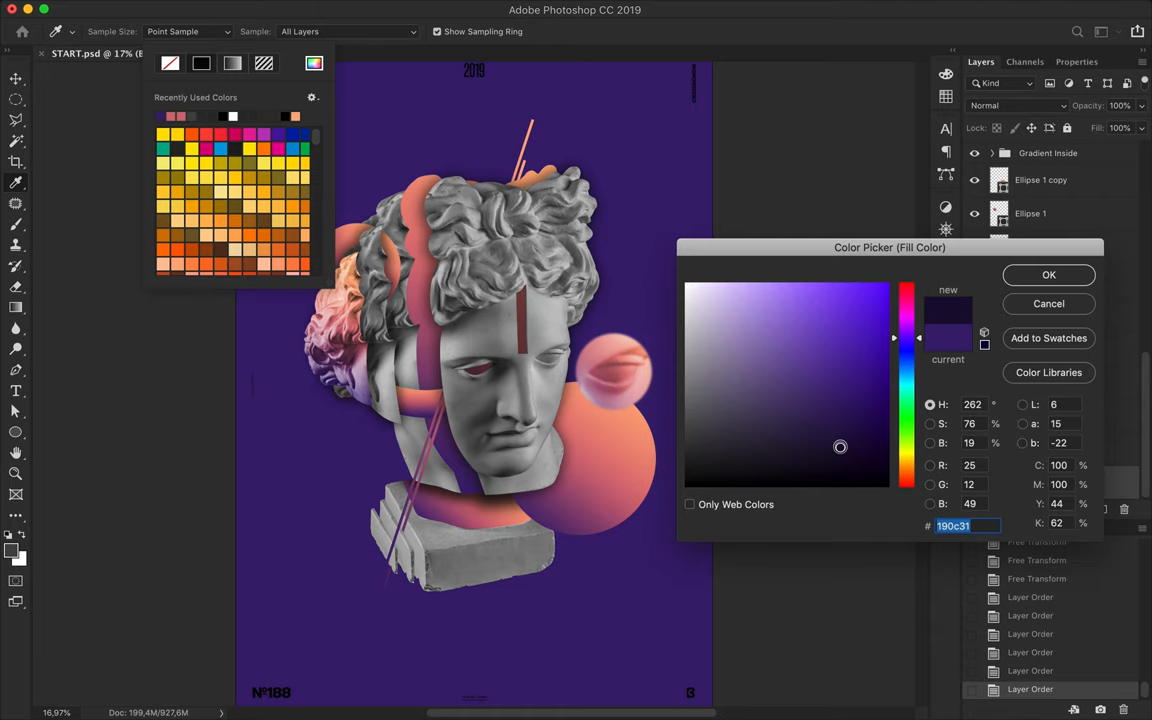 Adobe Photoshop CC 2019
Sample Size: Point Sample Sample: All Layers Show Sampling Ring
START.psd @ 17% (B
Recently Used Colors
2019
Nº188
16,97% Doc: 199,4M/927,6M
Color Picker (Fill Color)
new
current
OK
Cancel
Add to Swatches
Color Libraries
H: 262 °
S: 76 %
B: 19 %
R: 25
G: 12
B: 49
# 190c31
L: 6
a: 15
b: -22
C: 100 %
M: 100 %
Y: 44 %
K: 62 %
Only Web Colors
Layers Channels Properties
Kind
Normal Opacity: 100%
Lock: Fill: 100%
Gradient Inside
Ellipse 1 copy
Ellipse 1
Free Transform
Free Transform
Free Transform
Layer Order
Layer Order
Layer Order
Layer Order
Layer Order
Layer Order